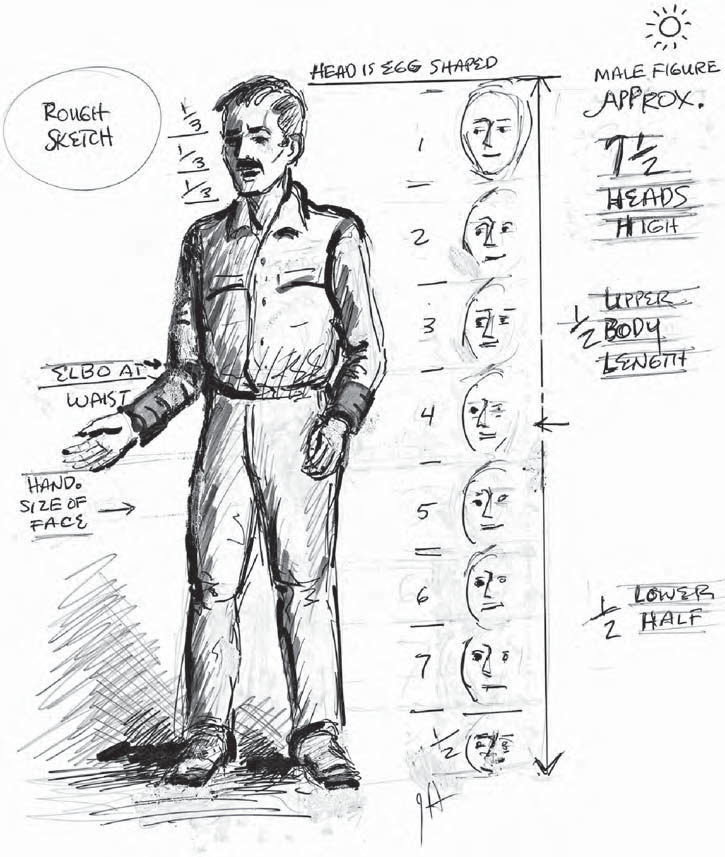 HEAD IS EGG SHAPED
MALE FIGURE
APPROX.
7 1/2
HEADS
HIGH
ROUGH
SKETCH
1/3
1/3
1/3
1
2
3
4
5
6
7
1/2
1/2 UPPER
BODY
LENGTH
ELBO AT
WAIST
HAND.
SIZE OF
FACE
1/2 LOWER
HALF
JA